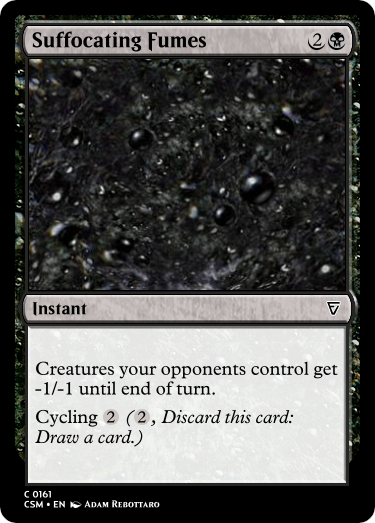 Suffocating Fumes 2
Instant
Creatures your opponents control get
-1/-1 until end of turn.
Cycling 2 (2, Discard this card:
Draw a card.)
C 0161
CSM • EN Adam Rebottaro